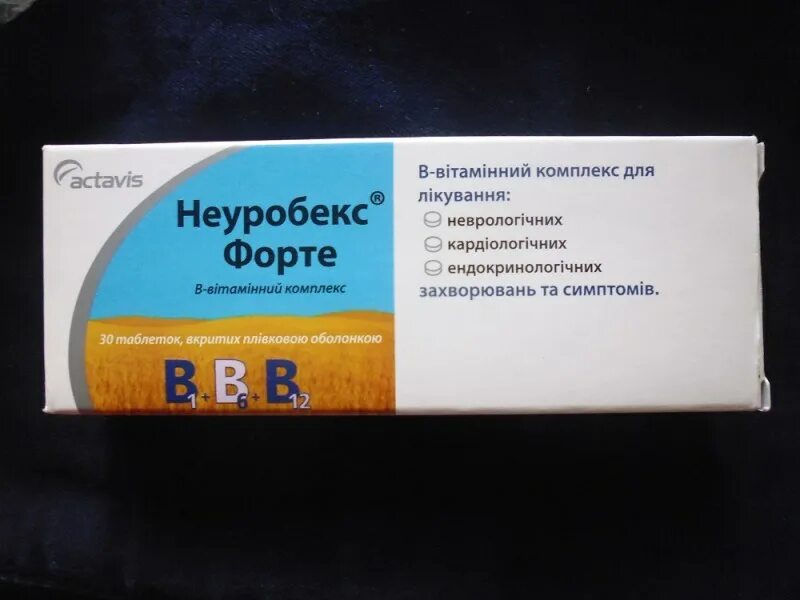 actavis
Неуробекс®
Форте
В-вітамінний комплекс
30 таблеток, вкритих плівковою оболонкою
B1 + B6 + B12
В-вітамінний комплекс для
лікування:
неврологічних
кардіологічних
ендокринологічних
захворювань та симптомів.